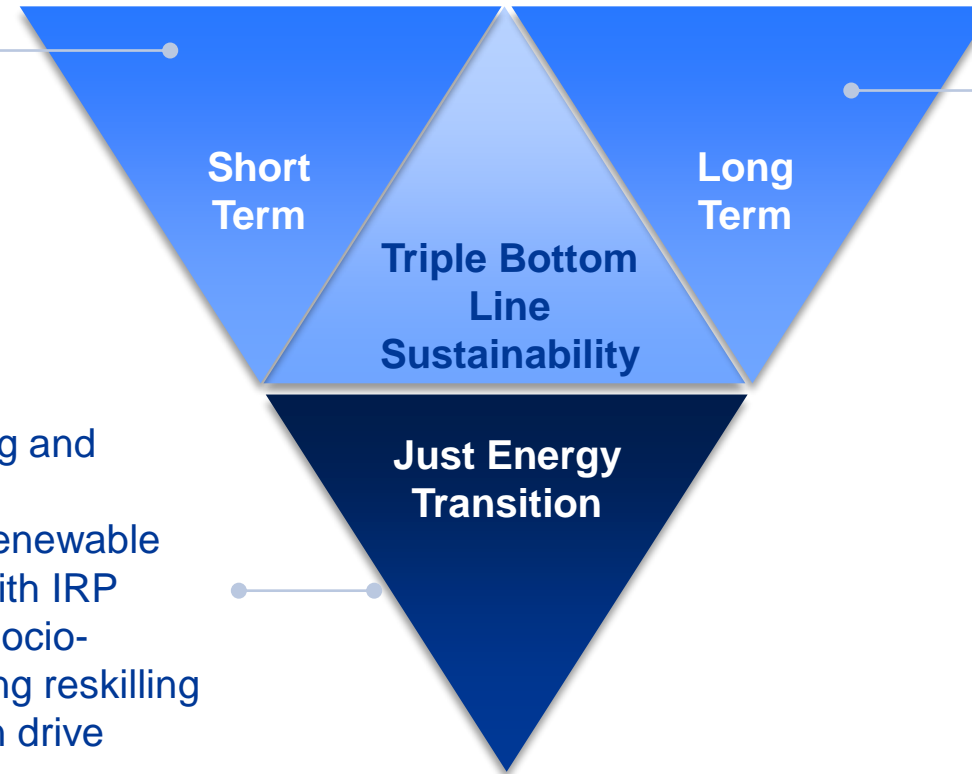 Short
Term
Long
Term
Triple Bottom
Line
Sustainability
Just Energy
Transition
g and
enewable
ith IRP
ocio-
ng reskilling
n drive